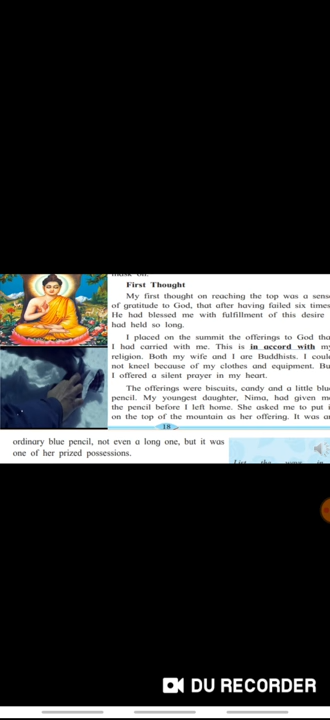 First Thought
My first thought on reaching the top was a sense
of gratitude to God, that after having failed six times
He had blessed me with fulfillment of this desire
had held so long.
I placed on the summit the offerings to God tha
I had carried with me. This is in accord with my
religion. Both my wife and I are Buddhists. I coul
not kneel because of my clothes and equipment. Bu
I offered a silent prayer in my heart.
The offerings were biscuits, candy and a little blu
pencil. My youngest daughter, Nima, had given me
the pencil before I left home. She asked me to put i
on the top of the mountain as her offering. It was an
18
ordinary blue pencil, not even a long one, but it was
one of her prized possessions.
DU RECORDER